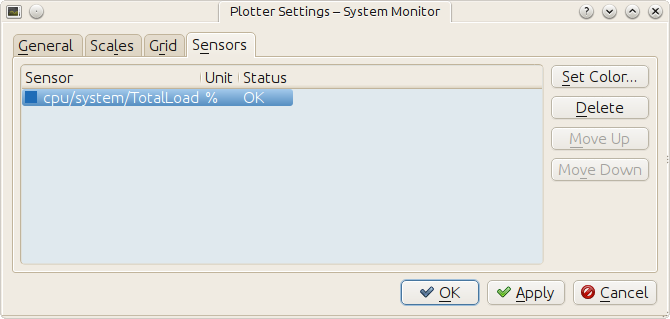 Plotter Settings – System Monitor
General Scales Grid Sensors
Sensor Unit Status
cpu/system/TotalLoad % OK
Set Color...
Delete
Move Up
Move Down
OK Apply Cancel